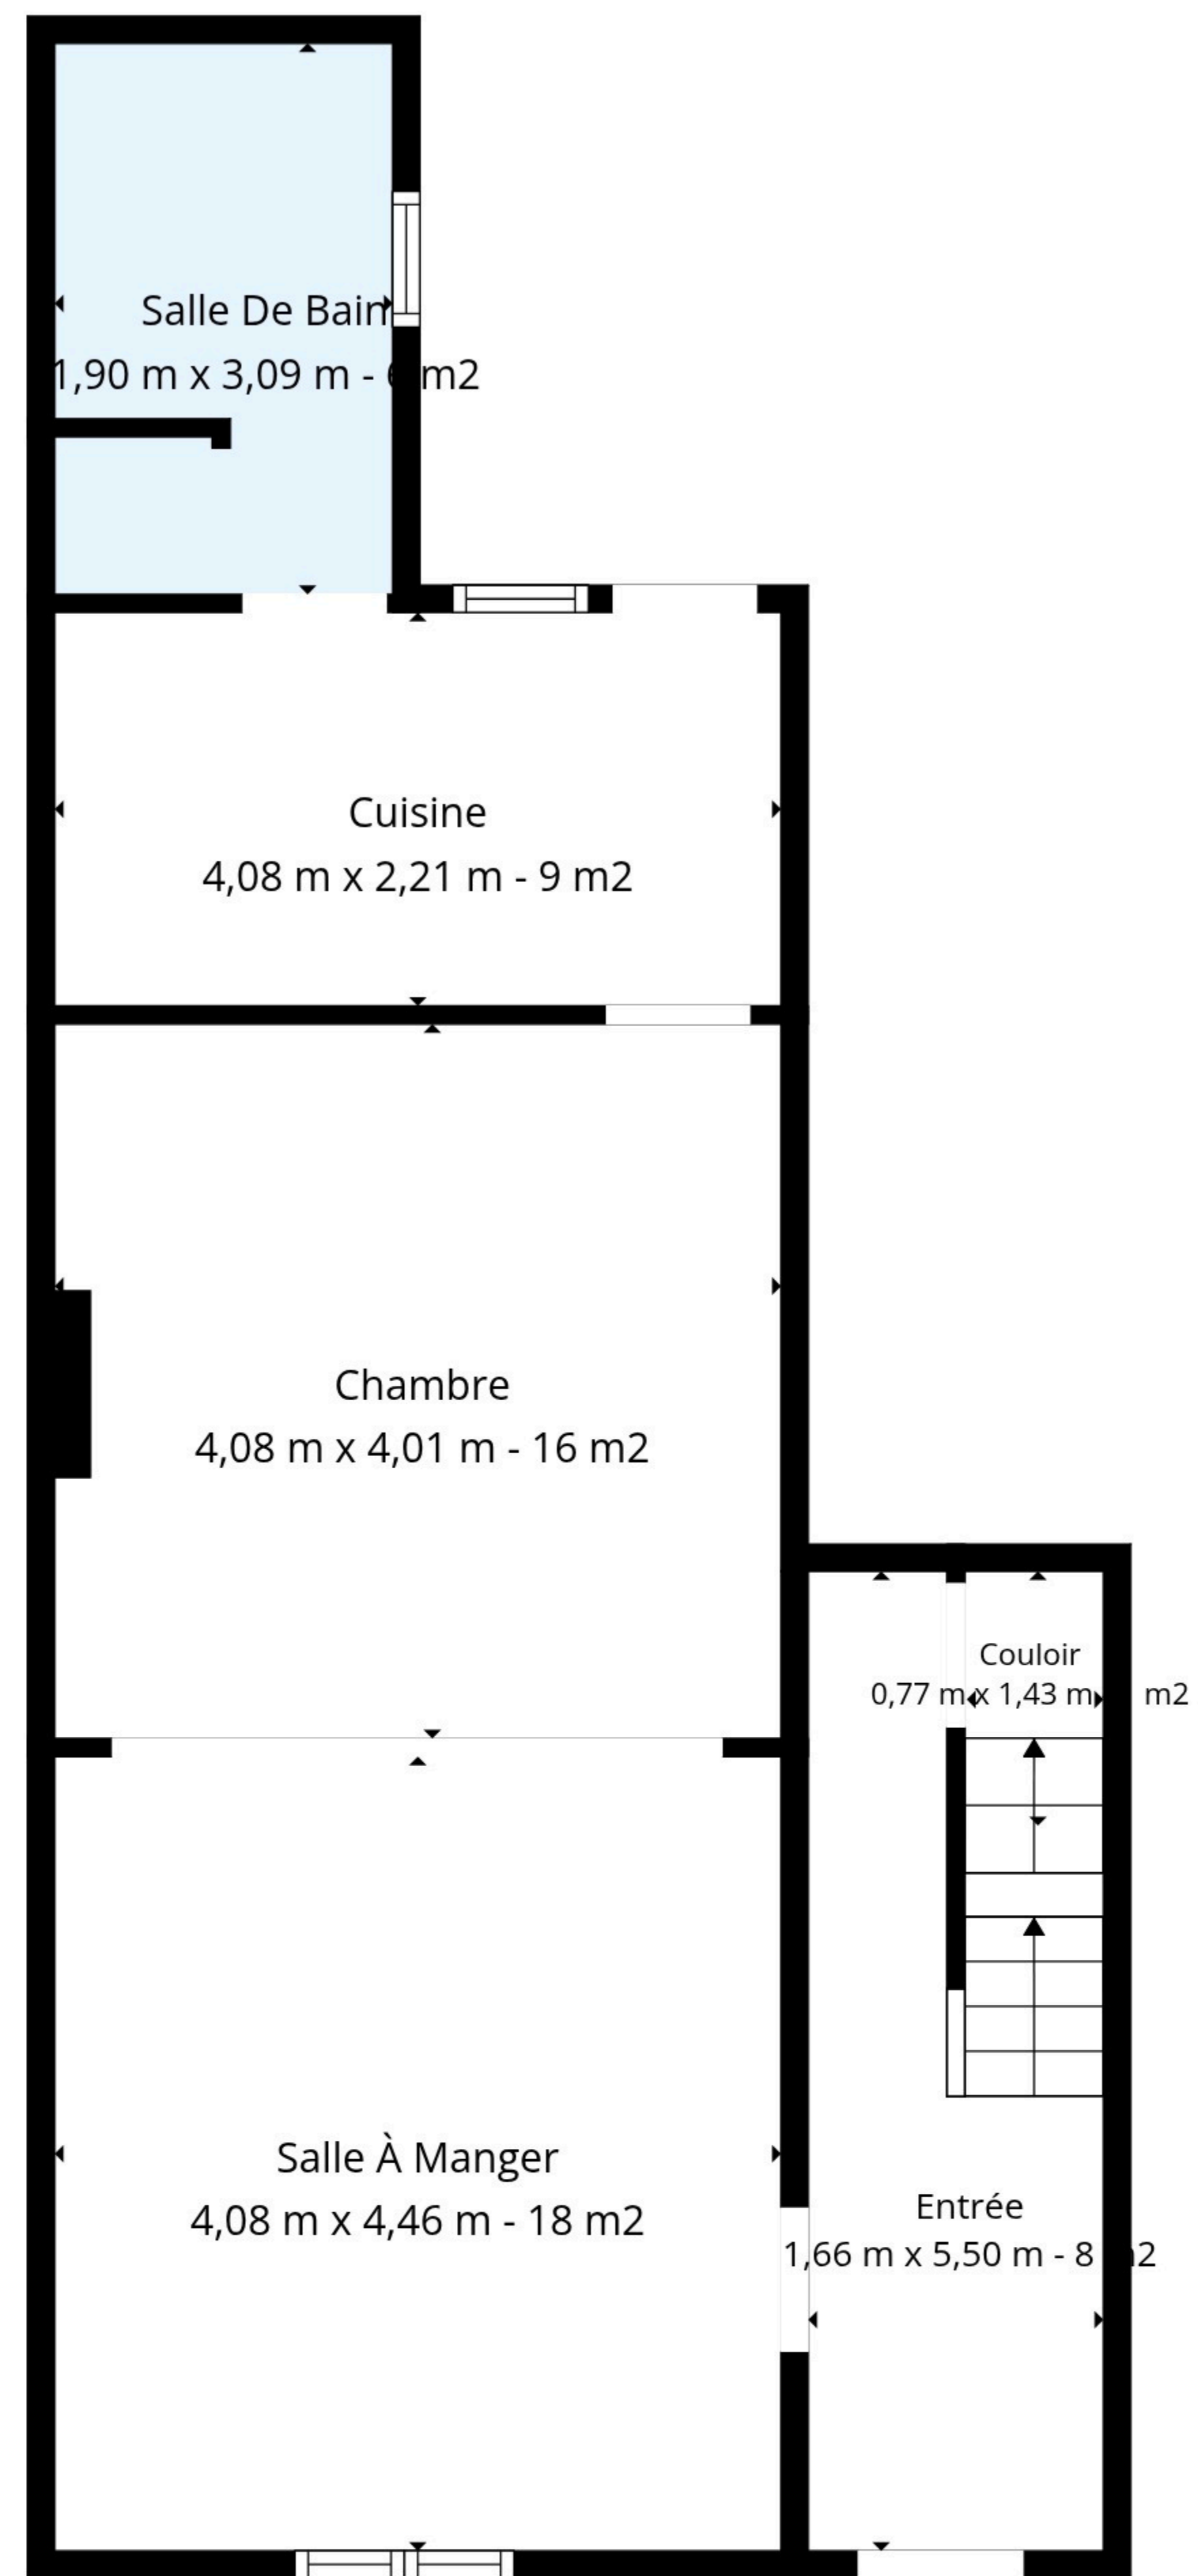 Salle De Bain
1,90 m x 3,09 m - 6 m2
Cuisine
4,08 m x 2,21 m - 9 m2
Chambre
4,08 m x 4,01 m - 16 m2
Couloir
0,77 m x 1,43 m m2
Salle À Manger
4,08 m x 4,46 m - 18 m2
Entrée
1,66 m x 5,50 m - 8 m2